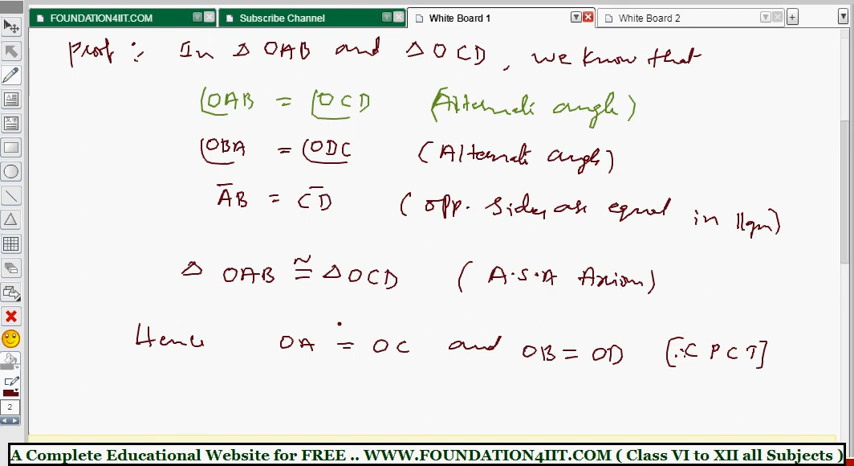 FOUNDATION4IIT.COM Subscribe Channel White Board 1 White Board 2
Proof :- In Δ OAB and Δ OCD, we know that
∠OAB = ∠OCD (Alternate angle)
∠OBA = ∠ODC (Alternate angle)
A̅B = CD̅ (opp. sides are equal in ||gm)
Δ OAB ≅ Δ OCD (A.S.A Axiom)
Hence OA = OC and OB = OD [∵ C P C T]
2
A Complete Educational Website for FREE .. WWW.FOUNDATION4IIT.COM ( Class VI to XII all Subjects )